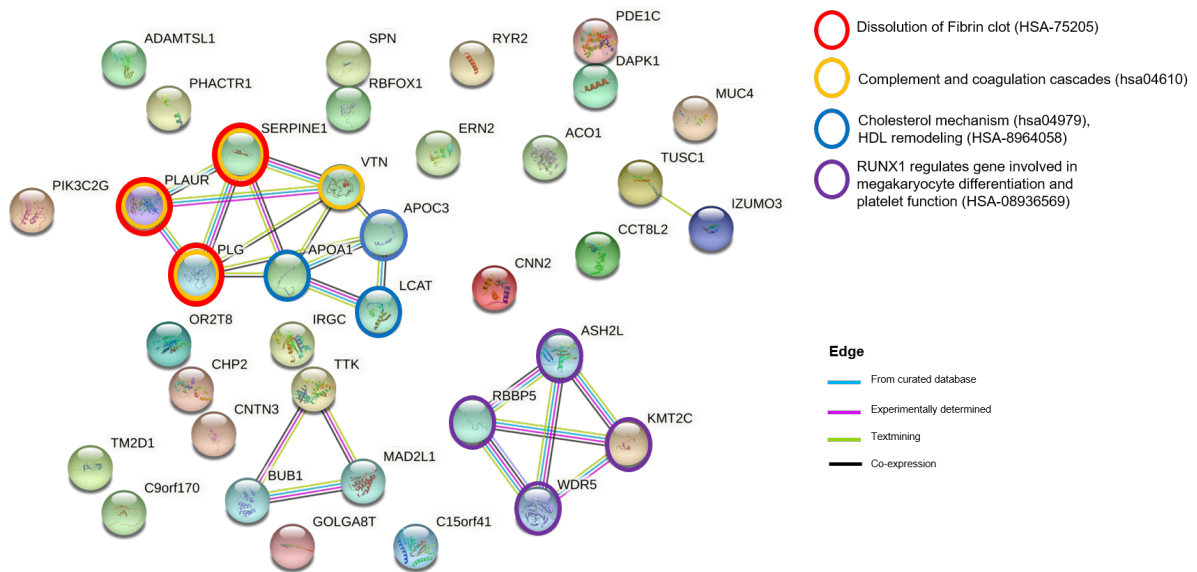 ADAMTSL1
SPN
RYR2
PDE1C
PHACTR1
RBFOX1
DAPK1
MUC4
SERPINE1
ERN2
ACO1
VTN
TUSC1
PIK3C2G
PLAUR
APOC3
IZUMO3
PLG
APOA1
CCT8L2
LCAT
CNN2
OR2T8
IRGC
ASH2L
CHP2
TTK
RBBP5
KMT2C
CNTN3
TM2D1
MAD2L1
BUB1
WDR5
C9orf170
GOLGA8T
C15orf41
Dissolution of Fibrin clot (HSA-75205)
Complement and coagulation cascades (hsa04610)
Cholesterol mechanism (hsa04979),
HDL remodeling (HSA-8964058)
RUNX1 regulates gene involved in
megakaryocyte differentiation and
platelet function (HSA-08936569)
Edge
From curated database
Experimentally determined
Textmining
Co-expression